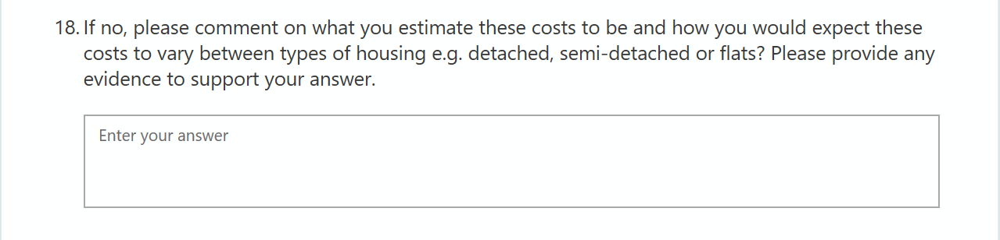 18. If no, please comment on what you estimate these costs to be and how you would expect these
costs to vary between types of housing e.g. detached, semi-detached or flats? Please provide any
evidence to support your answer.
Enter your answer